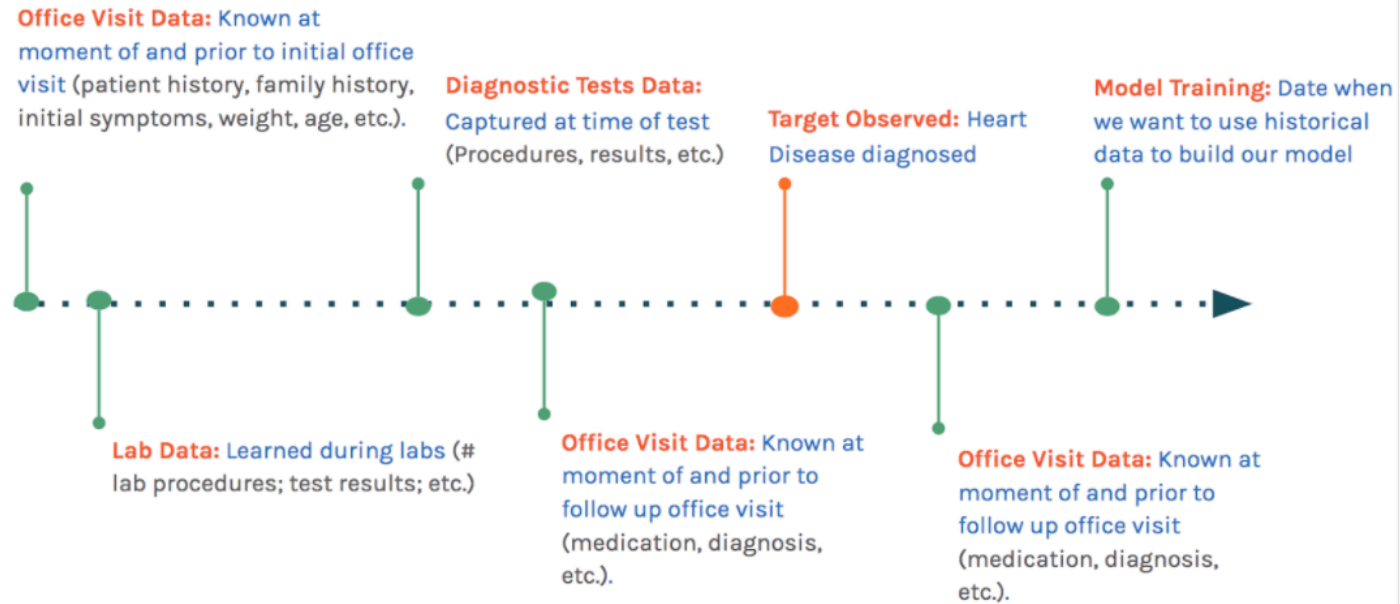 Office Visit Data: Known at
moment of and prior to initial office
visit (patient history, family history,
initial symptoms, weight, age, etc.).
Diagnostic Tests Data:
Captured at time of test
(Procedures, results, etc.)
Target Observed: Heart
Disease diagnosed
Model Training: Date when
we want to use historical
data to build our model
Lab Data: Learned during labs (#
lab procedures; test results; etc.)
Office Visit Data: Known at
moment of and prior to
follow up office visit
(medication, diagnosis,
etc.).
Office Visit Data: Known at
moment of and prior to
follow up office visit
(medication, diagnosis,
etc.).